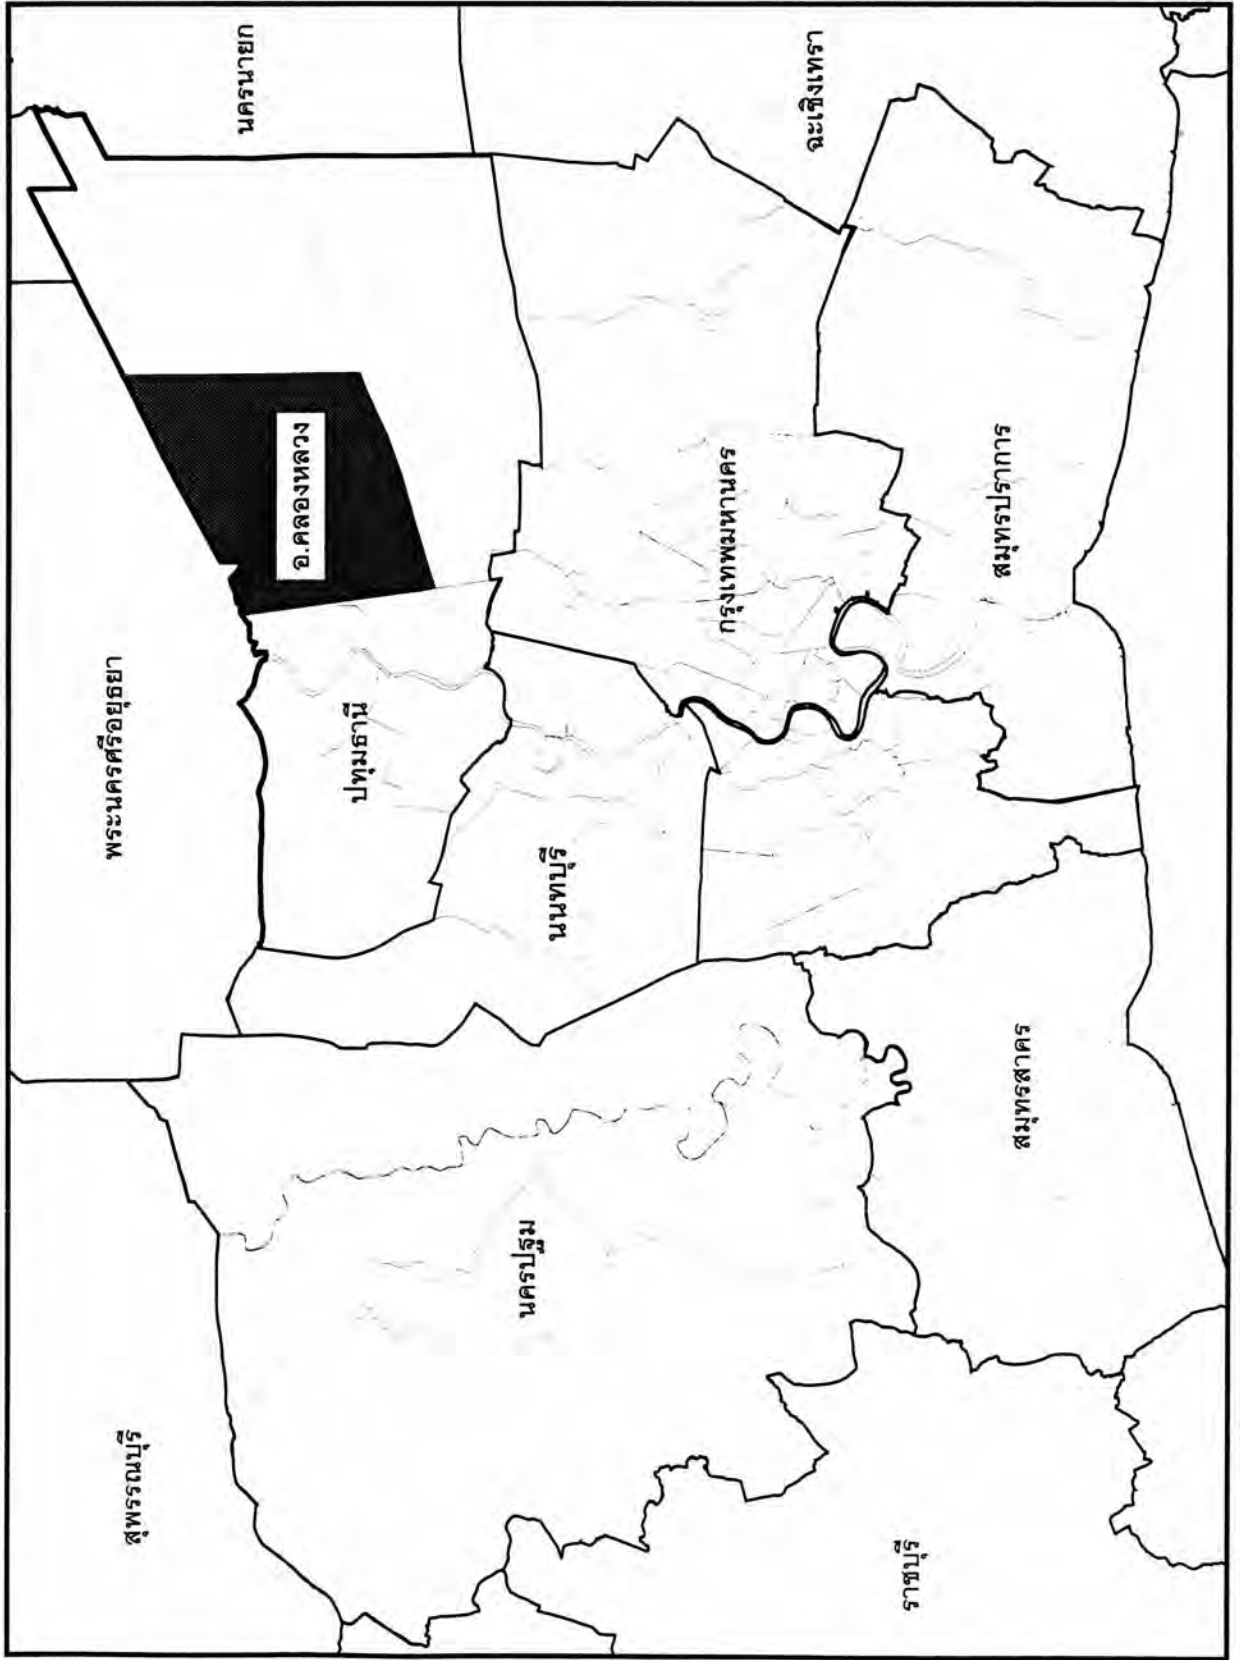 สุพรรณบุรี
พระนครศรีอยุธยา
นครนายก
อ.คลองหลวง
ปทุมธานี
นครปฐม
นนทบุรี
กรุงเทพมหานคร
ฉะเชิงเทรา
ราชบุรี
สมุทรสาคร
สมุทรปราการ